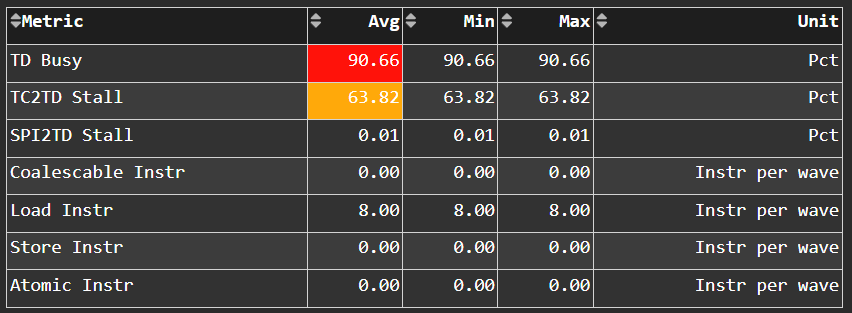 Metric Avg Min Max Unit
TD Busy 90.66 90.66 90.66 Pct
TC2TD Stall 63.82 63.82 63.82 Pct
SPI2TD Stall 0.01 0.01 0.01 Pct
Coalescable Instr 0.00 0.00 0.00 Instr per wave
Load Instr 8.00 8.00 8.00 Instr per wave
Store Instr 0.00 0.00 0.00 Instr per wave
Atomic Instr 0.00 0.00 0.00 Instr per wave